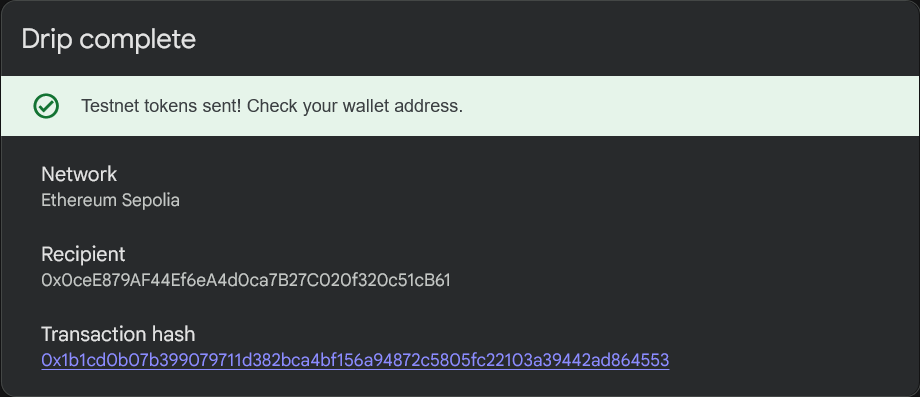 Drip complete
Testnet tokens sent! Check your wallet address.
Network
Ethereum Sepolia
Recipient
0x0ceE879AF44Ef6eA4d0ca7B27C020f320c51cB61
Transaction hash
0x1b1cd0b07b399079711d382bca4bf156a94872c5805fc22103a39442ad864553